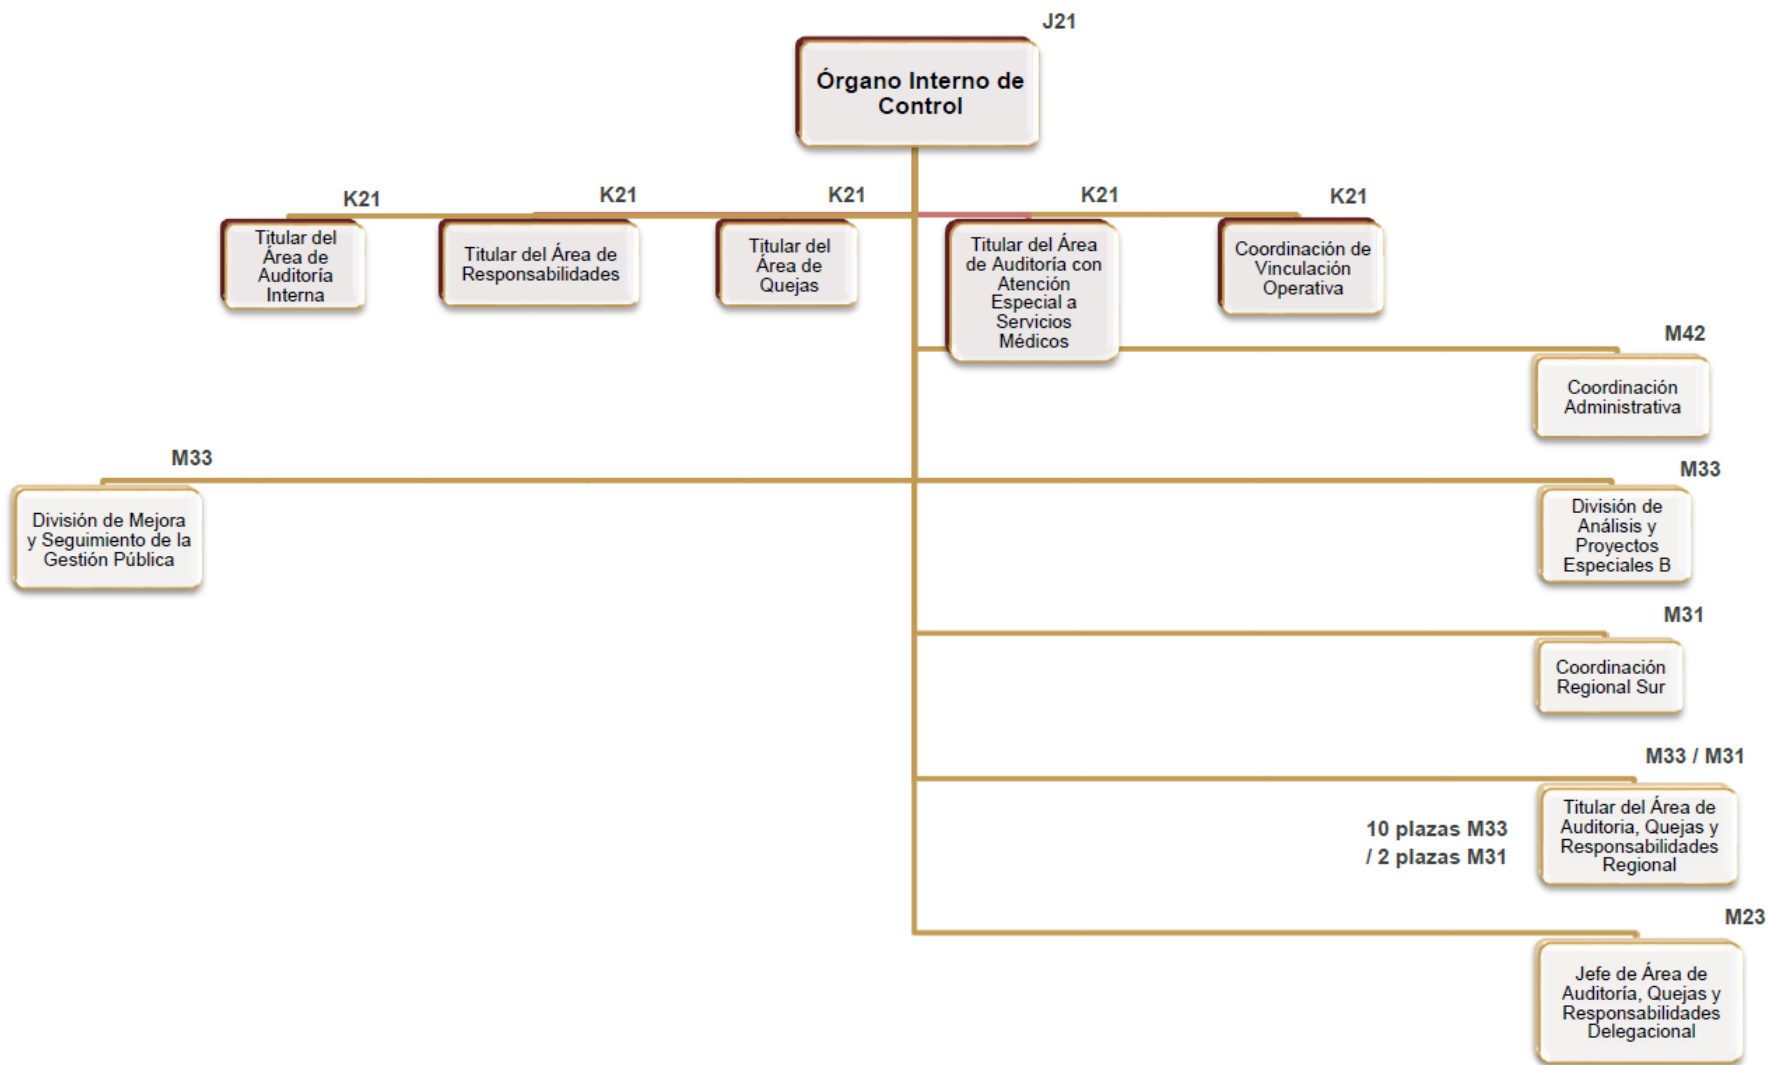 J21
Órgano Interno de
Control
K21
K21
K21
K21
K21
Titular del
Área de
Auditoría
Interna
Titular del Área de
Responsabilidades
Titular del
Área de
Quejas
Titular del Área
de Auditoría con
Atención
Especial a
Servicios
Médicos
Coordinación de
Vinculación
Operativa
M42
Coordinación
Administrativa
M33
División de Mejora
y Seguimiento de la
Gestión Pública
M33
División de
Análisis y
Proyectos
Especiales B
M31
Coordinación
Regional Sur
M33 / M31
10 plazas M33
/ 2 plazas M31
Titular del Área de
Auditoria, Quejas y
Responsabilidades
Regional
M23
Jefe de Área de
Auditoría, Quejas y
Responsabilidades
Delegacional